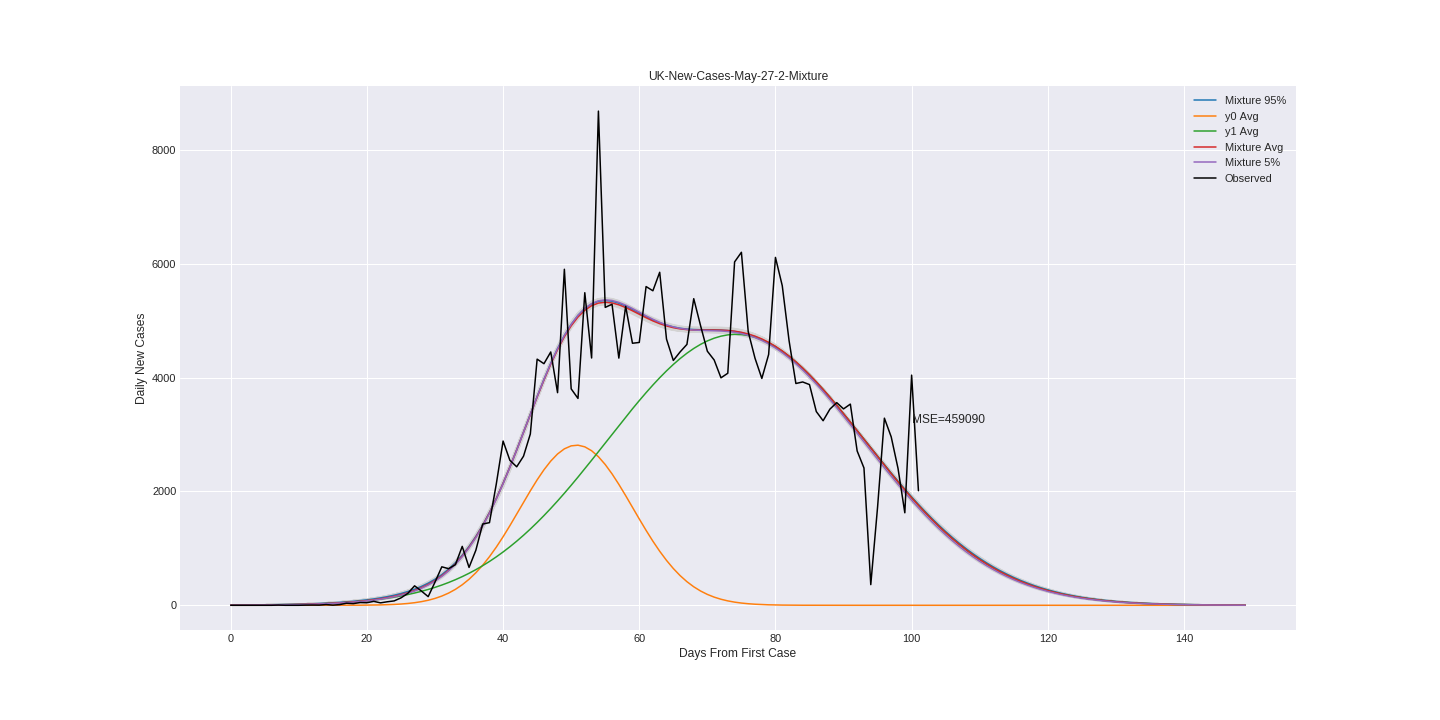 UK-New-Cases-May-27-2-Mixture
Mixture 95%
y0 Avg
y1 Avg
Mixture Avg
Mixture 5%
Observed
8000
6000
4000
2000
0
Daily New Cases
MSE=459090
0 20 40 60 80 100 120 140
Days From First Case